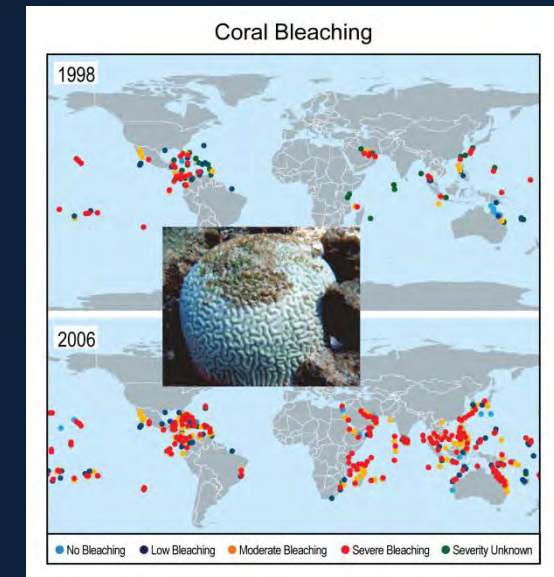 Coral Bleaching
1998
2006
No Bleaching
Low Bleaching
Moderate Bleaching
Severe Bleaching
Severity Unknown